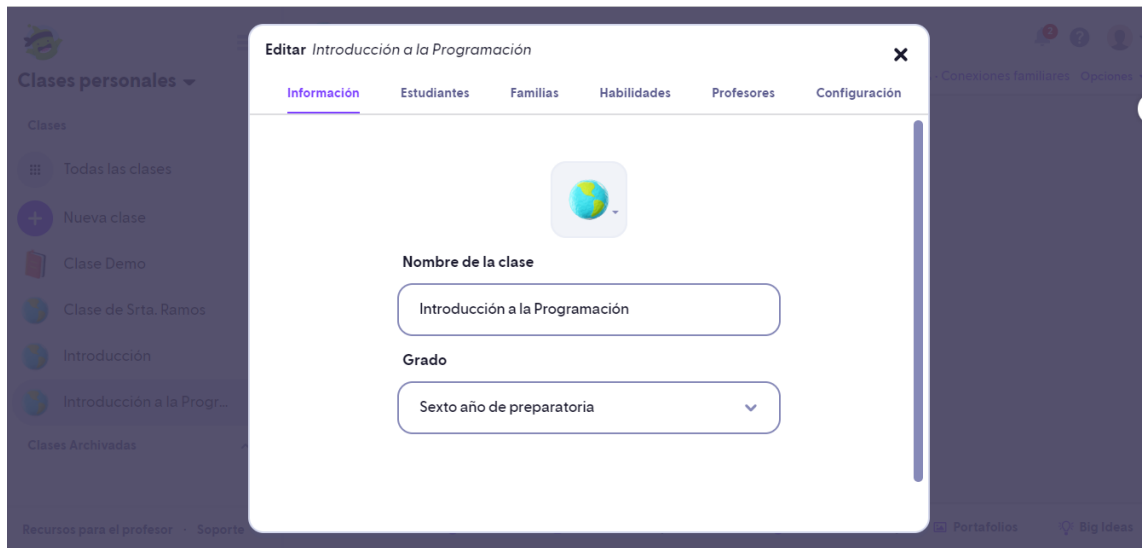 Editar Introducción a la Programación
Información Estudiantes Familias Habilidades Profesores Configuración
Nombre de la clase
Introducción a la Programación
Grado
Sexto año de preparatoria
Clases personales
Clases
Todas las clases
Nueva clase
Clase Demo
Clase de Srta. Ramos
Introducción
Introducción a la Progr...
Clases Archivadas
Recursos para el profesor · Soporte
2
Conexiones familiares Opciones
Portafolios Big Ideas